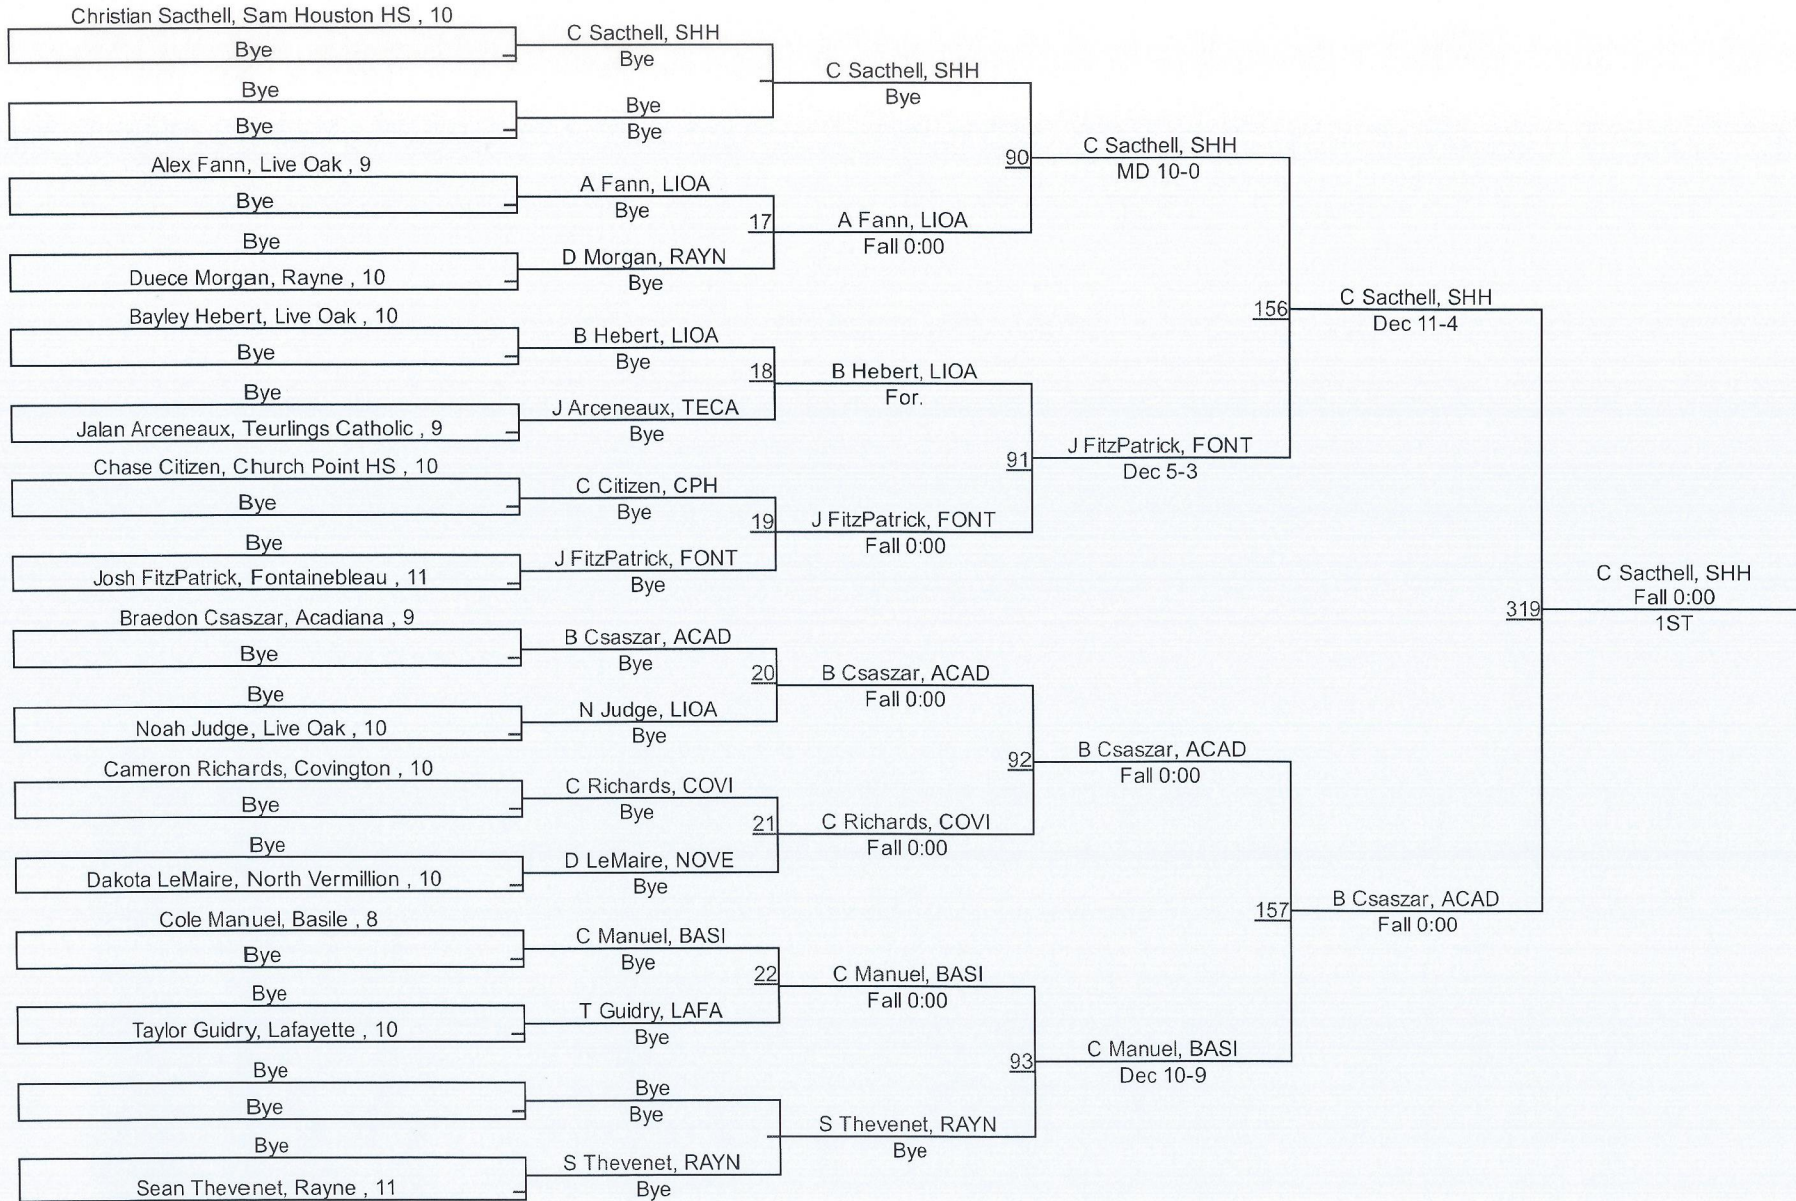 Christian Sacthell, Sam Houston HS , 10
Bye
Bye
Bye
Alex Fann, Live Oak , 9
Bye
Bye
Duece Morgan, Rayne , 10
Bayley Hebert, Live Oak , 10
Bye
Bye
Jalan Arceneaux, Teurlings Catholic , 9
Chase Citizen, Church Point HS , 10
Bye
Bye
Josh FitzPatrick, Fontainebleau , 11
Braedon Csaszar, Acadiana , 9
Bye
Bye
Noah Judge, Live Oak , 10
Cameron Richards, Covington , 10
Bye
Bye
Dakota LeMaire, North Vermillion , 10
Cole Manuel, Basile , 8
Bye
Bye
Taylor Guidry, Lafayette , 10
Bye
Bye
Bye
Sean Thevenet, Rayne , 11
C Sacthell, SHH
Bye
Bye
Bye
A Fann, LIOA
Bye
17
D Morgan, RAYN
Bye
B Hebert, LIOA
Bye
18
J Arceneaux, TECA
Bye
C Citizen, CPH
Bye
19
J FitzPatrick, FONT
Bye
B Csaszar, ACAD
Bye
20
N Judge, LIOA
Bye
C Richards, COVI
Bye
21
D LeMaire, NOVE
Bye
C Manuel, BASI
Bye
22
T Guidry, LAFA
Bye
Bye
Bye
S Thevenet, RAYN
Bye
C Sacthell, SHH
Bye
90
A Fann, LIOA
Fall 0:00
B Hebert, LIOA
For.
91
J FitzPatrick, FONT
Fall 0:00
B Csaszar, ACAD
Fall 0:00
92
C Richards, COVI
Fall 0:00
C Manuel, BASI
Fall 0:00
93
S Thevenet, RAYN
Bye
C Sacthell, SHH
MD 10-0
156
J FitzPatrick, FONT
Dec 5-3
B Csaszar, ACAD
Fall 0:00
157
C Manuel, BASI
Dec 10-9
C Sacthell, SHH
Dec 11-4
319
B Csaszar, ACAD
Fall 0:00
C Sacthell, SHH
Fall 0:00
1ST